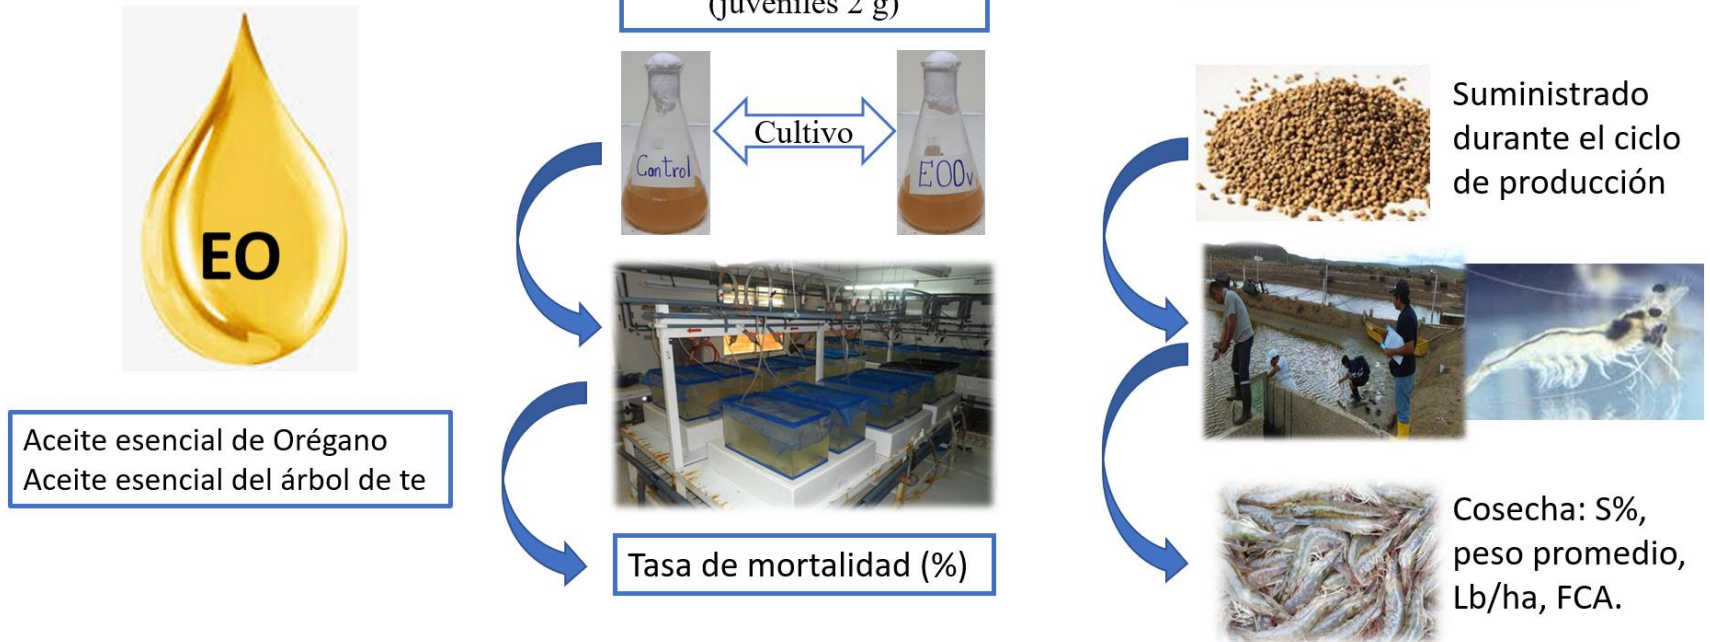 (juveniles 2 g)
EO
Aceite esencial de Orégano
Aceite esencial del árbol de te
Control
Cultivo
EOOv
Tasa de mortalidad (%)
Suministrado
durante el ciclo
de producción
Cosecha: S%,
peso promedio,
Lb/ha, FCA.